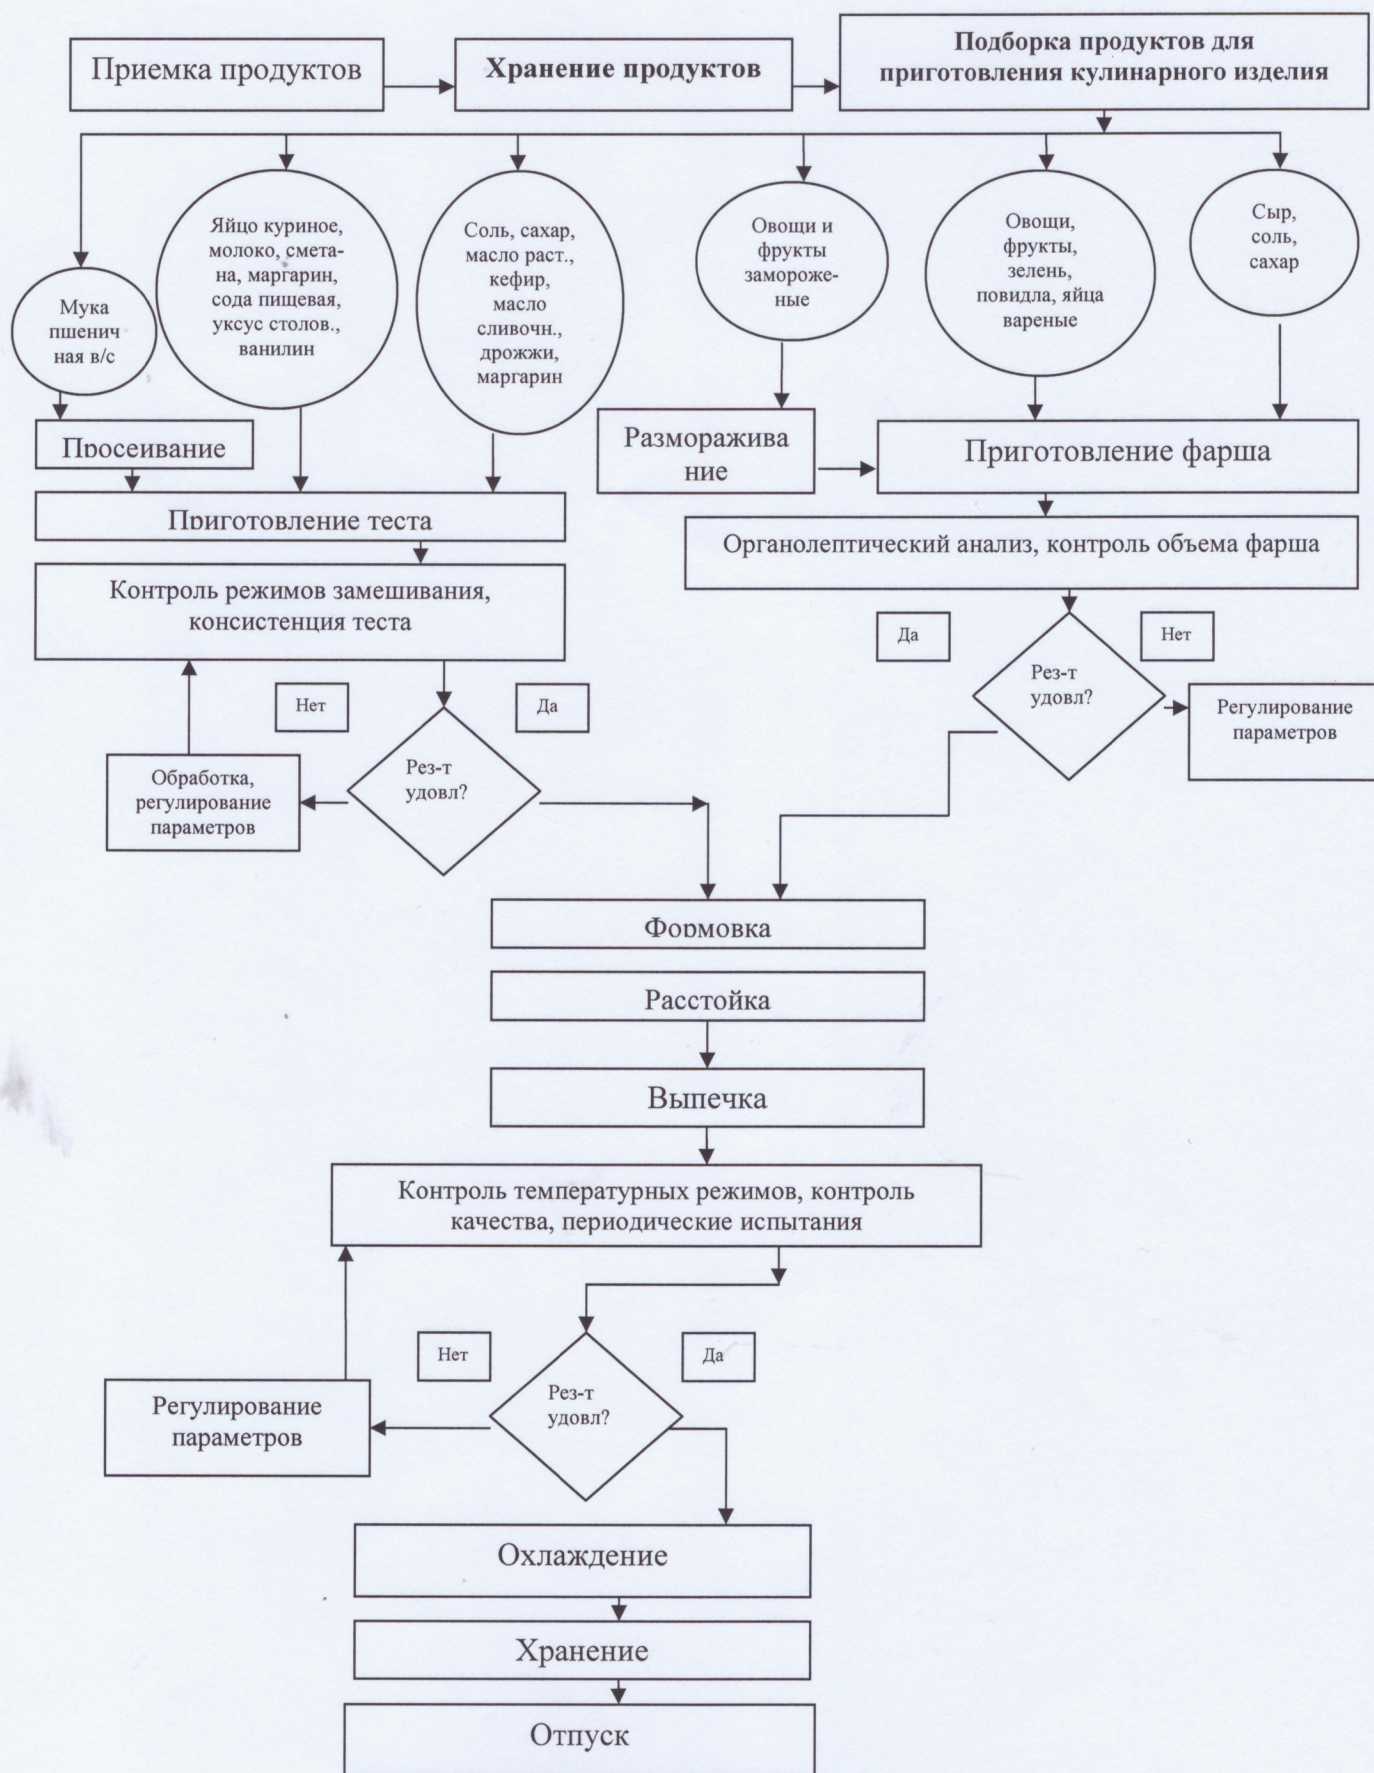 Приемка продуктов
Хранение продуктов
Подборка продуктов для
приготовления кулинарного изделия
Мука
пшенич
ная в/с
Яйцо куриное,
молоко, смета-
на, маргарин,
сода пищевая,
уксус столов.,
ванилин
Соль, сахар,
масло раст.,
кефир,
масло
сливочн.,
дрожжи,
маргарин
Овощи и
фрукты
замороже-
ные
Овощи,
фрукты,
зелень,
повидла, яйца
вареные
Сыр,
соль,
сахар
Просеивание
Разморажива
ние
Приготовление фарша
Приготовление теста
Органолептический анализ, контроль объема фарша
Контроль режимов замешивания,
консистенция теста
Да
Нет
Рез-т
удовл?
Регулирование
параметров
Нет
Да
Рез-т
удовл?
Обработка,
регулирование
параметров
Формовка
Расстойка
Выпечка
Контроль температурных режимов, контроль
качества, периодические испытания
Нет
Да
Рез-т
удовл?
Регулирование
параметров
Охлаждение
Хранение
Отпуск